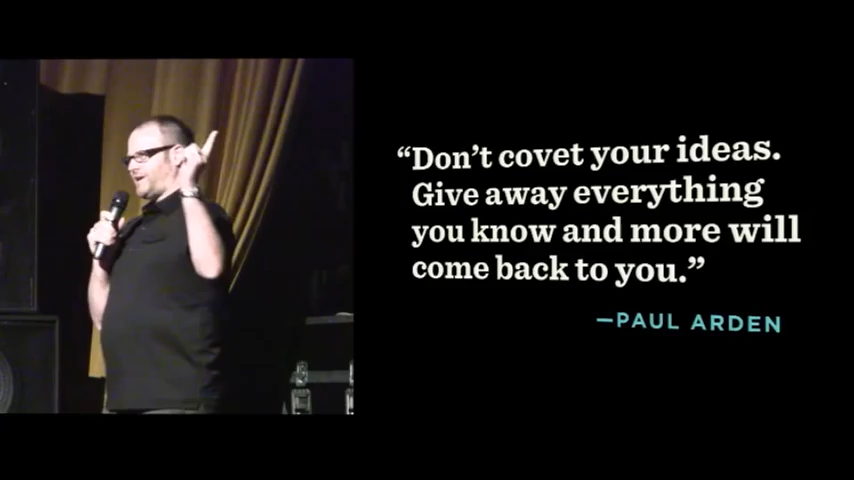 “Don’t covet your ideas.
Give away everything
you know and more will
come back to you.”
—PAUL ARDEN